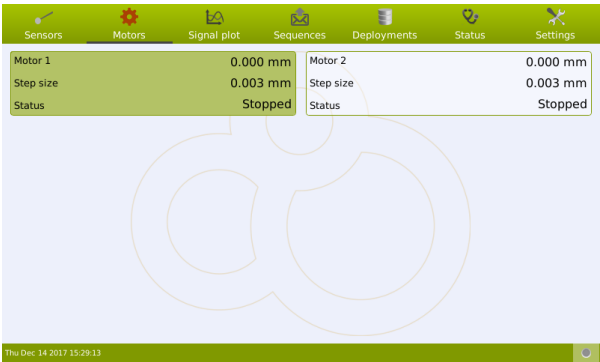 Sensors Motors Signal plot Sequences Deployments Status Settings
Motor 1 0.000 mm Motor 2 0.000 mm
Step size 0.003 mm Step size 0.003 mm
Status Stopped Status Stopped
Thu Dec 14 2017 15:29:13